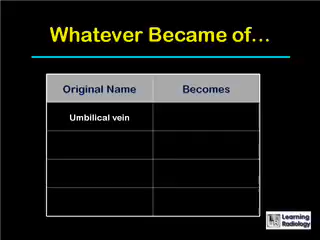 Whatever Became of...
Original Name Becomes
Umbilical vein
Learning
Radiology